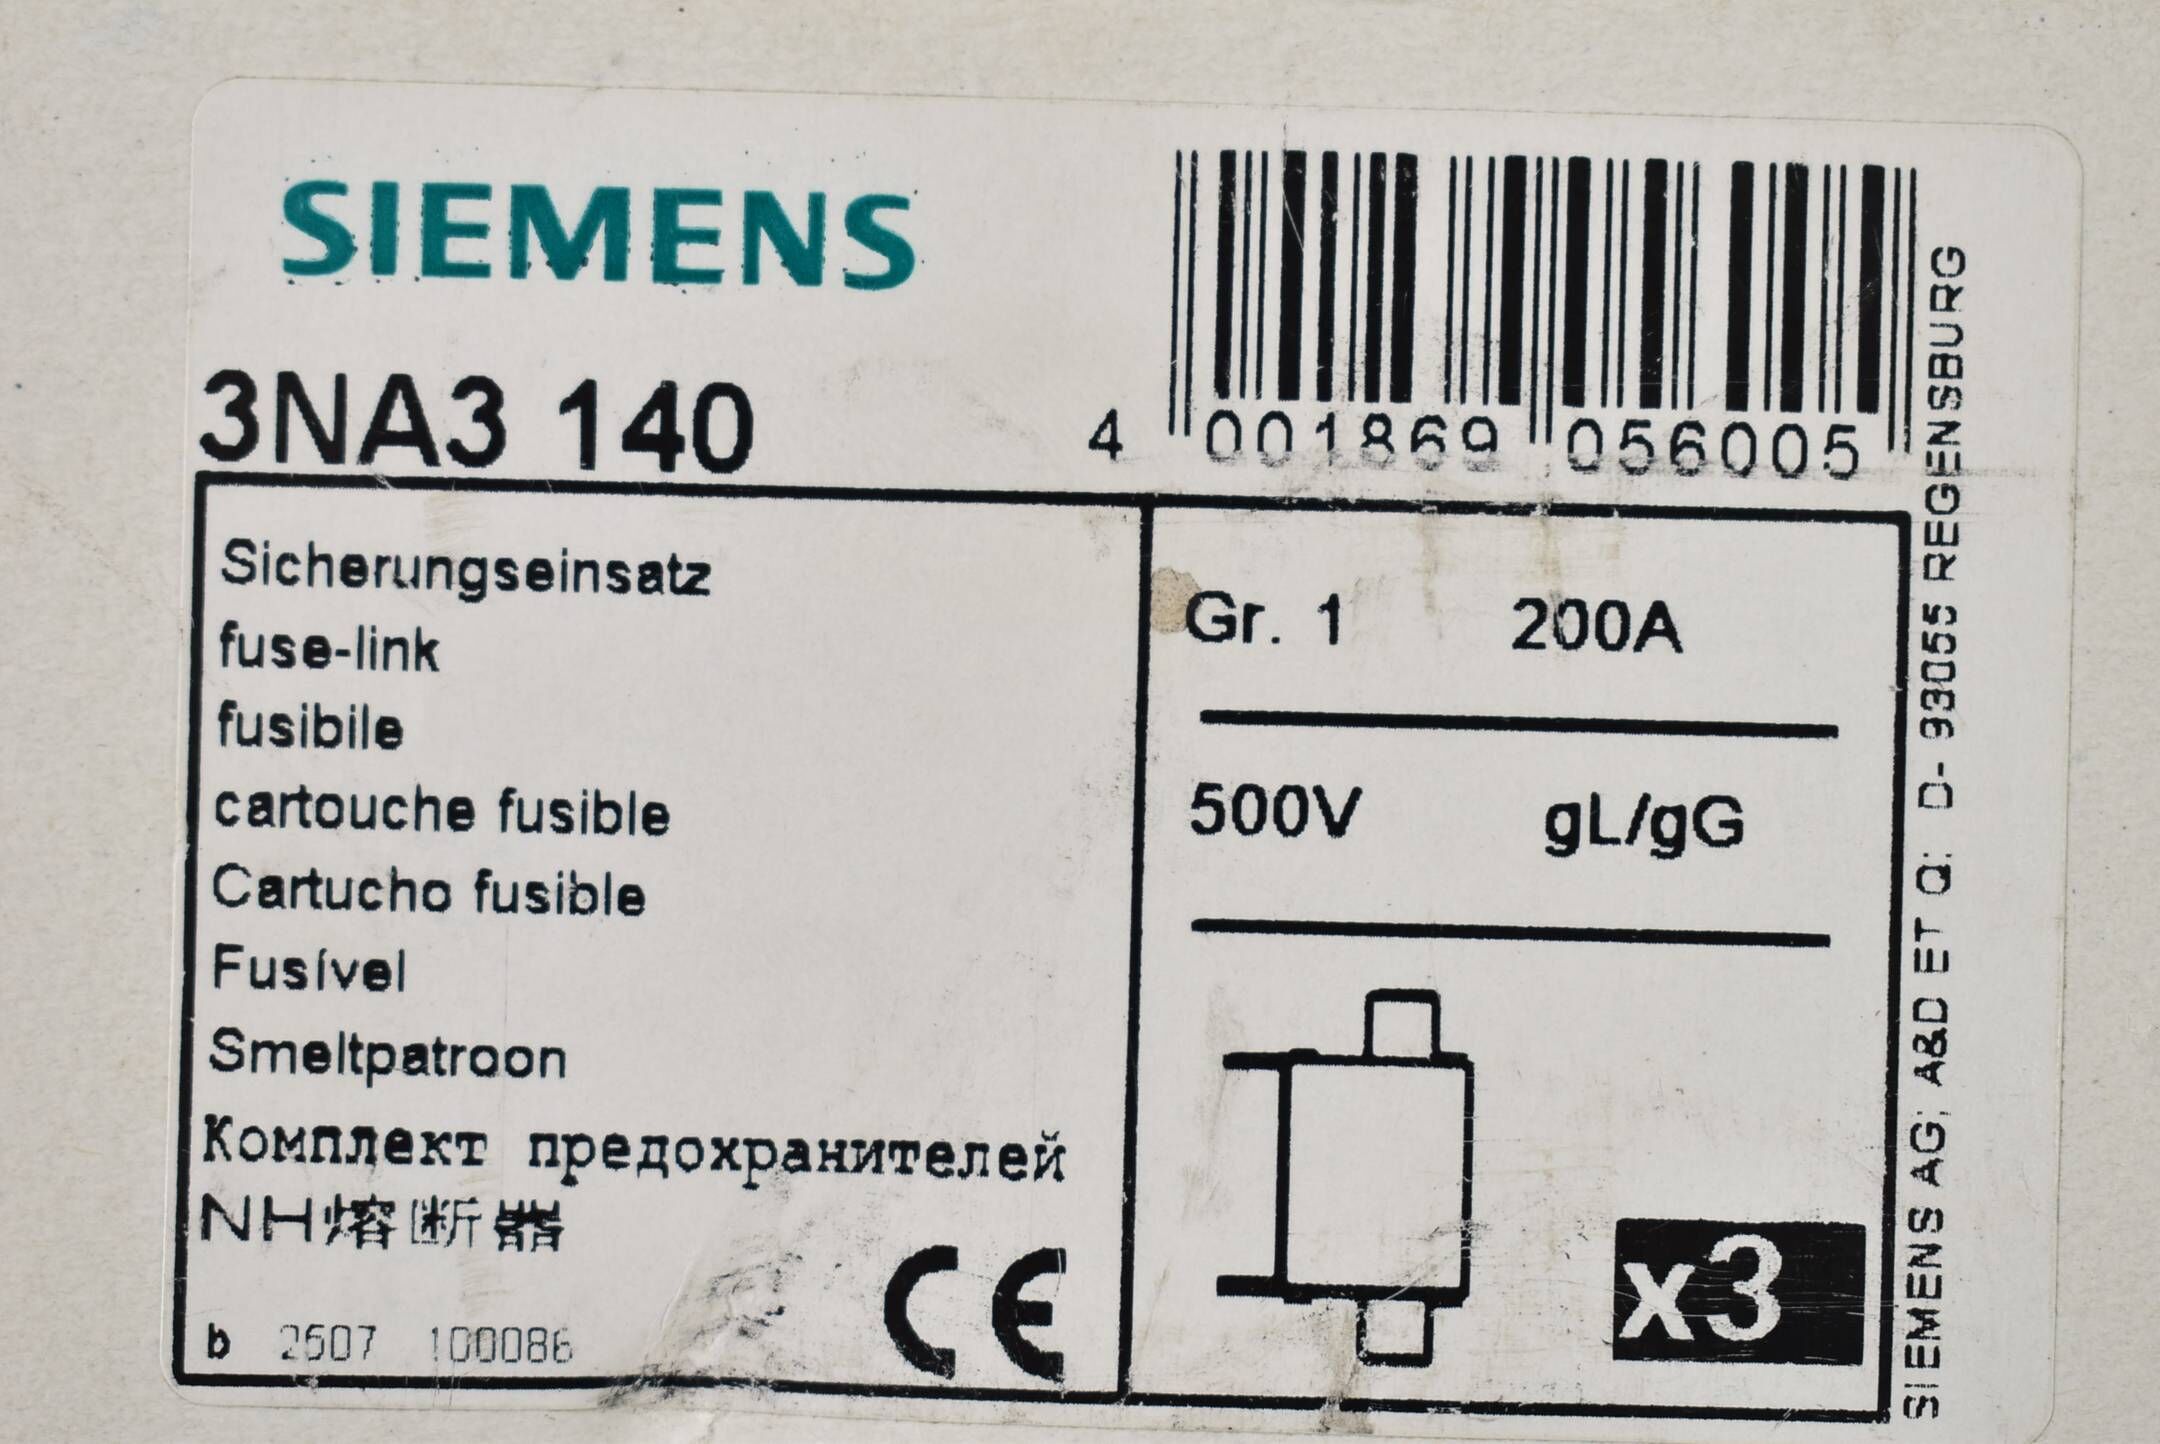 SIEMENS
3NA3 140
4 001869 056005
Sicherungseinsatz
fuse-link
fusibile
cartouche fusible
Cartucho fusible
Fusível
Smeltpatroon
Комплект предохранителей
NH熔断器
b 2507 100086
CE
Gr. 1 200A
500V gL/gG
x3
SIEMENS AG; A&D ET Q; D- 93055 REGENSBURG